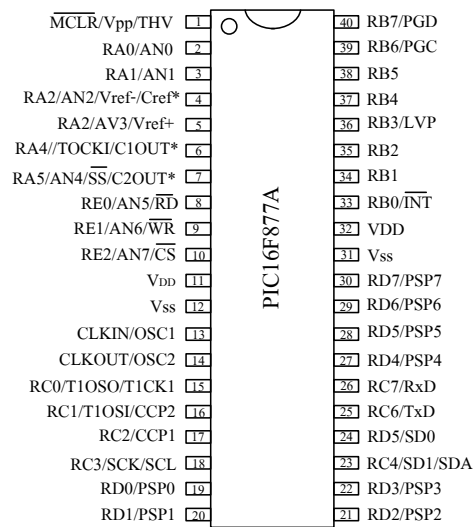 M̅C̅L̅R̅/Vpp/THV 1
RA0/AN0 2
RA1/AN1 3
RA2/AN2/Vref-/Cref* 4
RA2/AV3/Vref+ 5
RA4//TOCKI/C1OUT* 6
RA5/AN4/S̅S̅/C2OUT* 7
RE0/AN5/R̅D̅ 8
RE1/AN6/W̅R̅ 9
RE2/AN7/C̅S̅ 10
VDD 11
Vss 12
CLKIN/OSC1 13
CLKOUT/OSC2 14
RC0/T1OSO/T1CK1 15
RC1/T1OSI/CCP2 16
RC2/CCP1 17
RC3/SCK/SCL 18
RD0/PSP0 19
RD1/PSP1 20
PIC16F877A
40 RB7/PGD
39 RB6/PGC
38 RB5
37 RB4
36 RB3/LVP
35 RB2
34 RB1
33 RB0/I̅N̅T̅
32 VDD
31 Vss
30 RD7/PSP7
29 RD6/PSP6
28 RD5/PSP5
27 RD4/PSP4
26 RC7/RxD
25 RC6/TxD
24 RD5/SD0
23 RC4/SD1/SDA
22 RD3/PSP3
21 RD2/PSP2